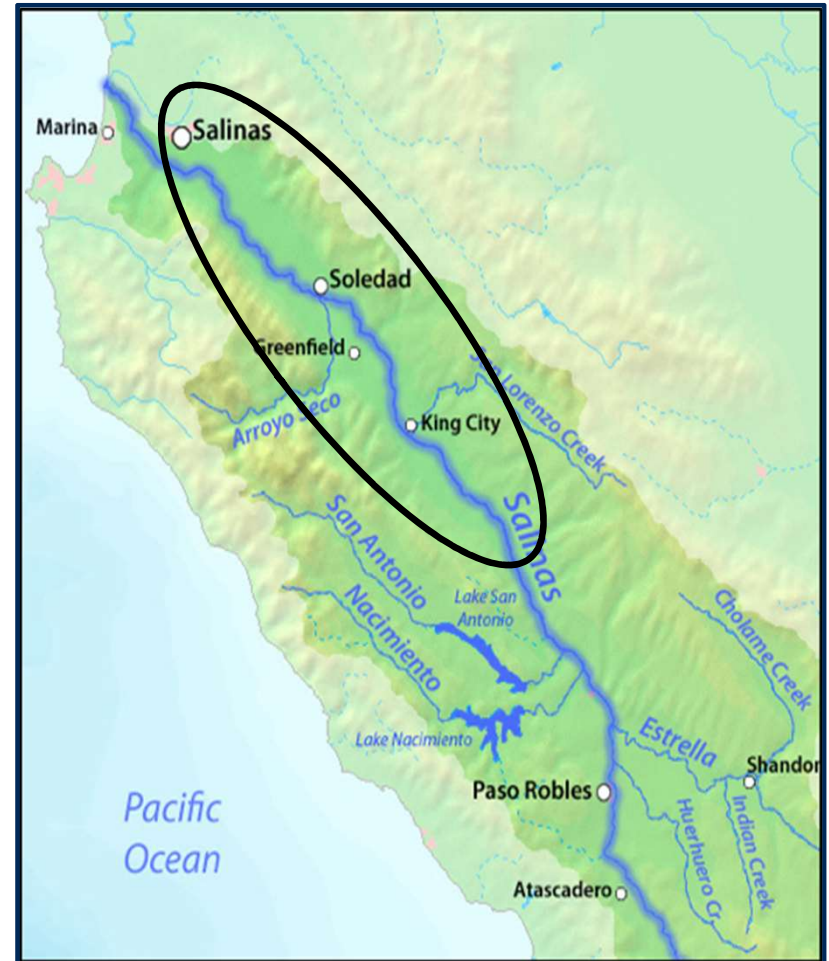 Marina
Salinas
Soledad
Greenfield
San Lorenzo Creek
Arroyo Seco
King City
Salinas
San Antonio
Lake San
Antonio
Nacimiento
Cholame Creek
Lake Nacimiento
Estrella
Shandon
Paso Robles
Pacific
Ocean
Huerhuero Cr.
Indian Creek
Atascadero